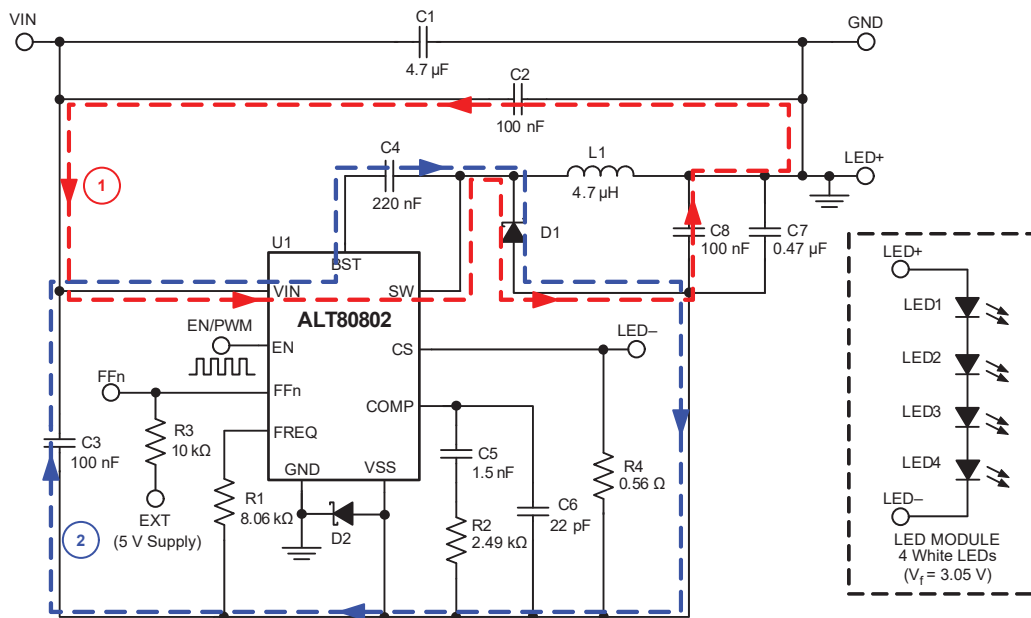 VIN
C1
4.7 µF
GND
C2
100 nF
1
C4
220 nF
L1
4.7 µH
LED+
D1
C8
100 nF
C7
0.47 µF
U1
BST
VIN
SW
ALT80802
EN/PWM
EN
CS
LED–
FFn
FFn
COMP
R3
10 kΩ
FREQ
C3
100 nF
GND
VSS
C5
1.5 nF
R4
0.56 Ω
R1
8.06 kΩ
EXT
(5 V Supply)
D2
R2
2.49 kΩ
C6
22 pF
2
LED+
LED1
LED2
LED3
LED4
LED–
LED MODULE
4 White LEDs
(Vf = 3.05 V)